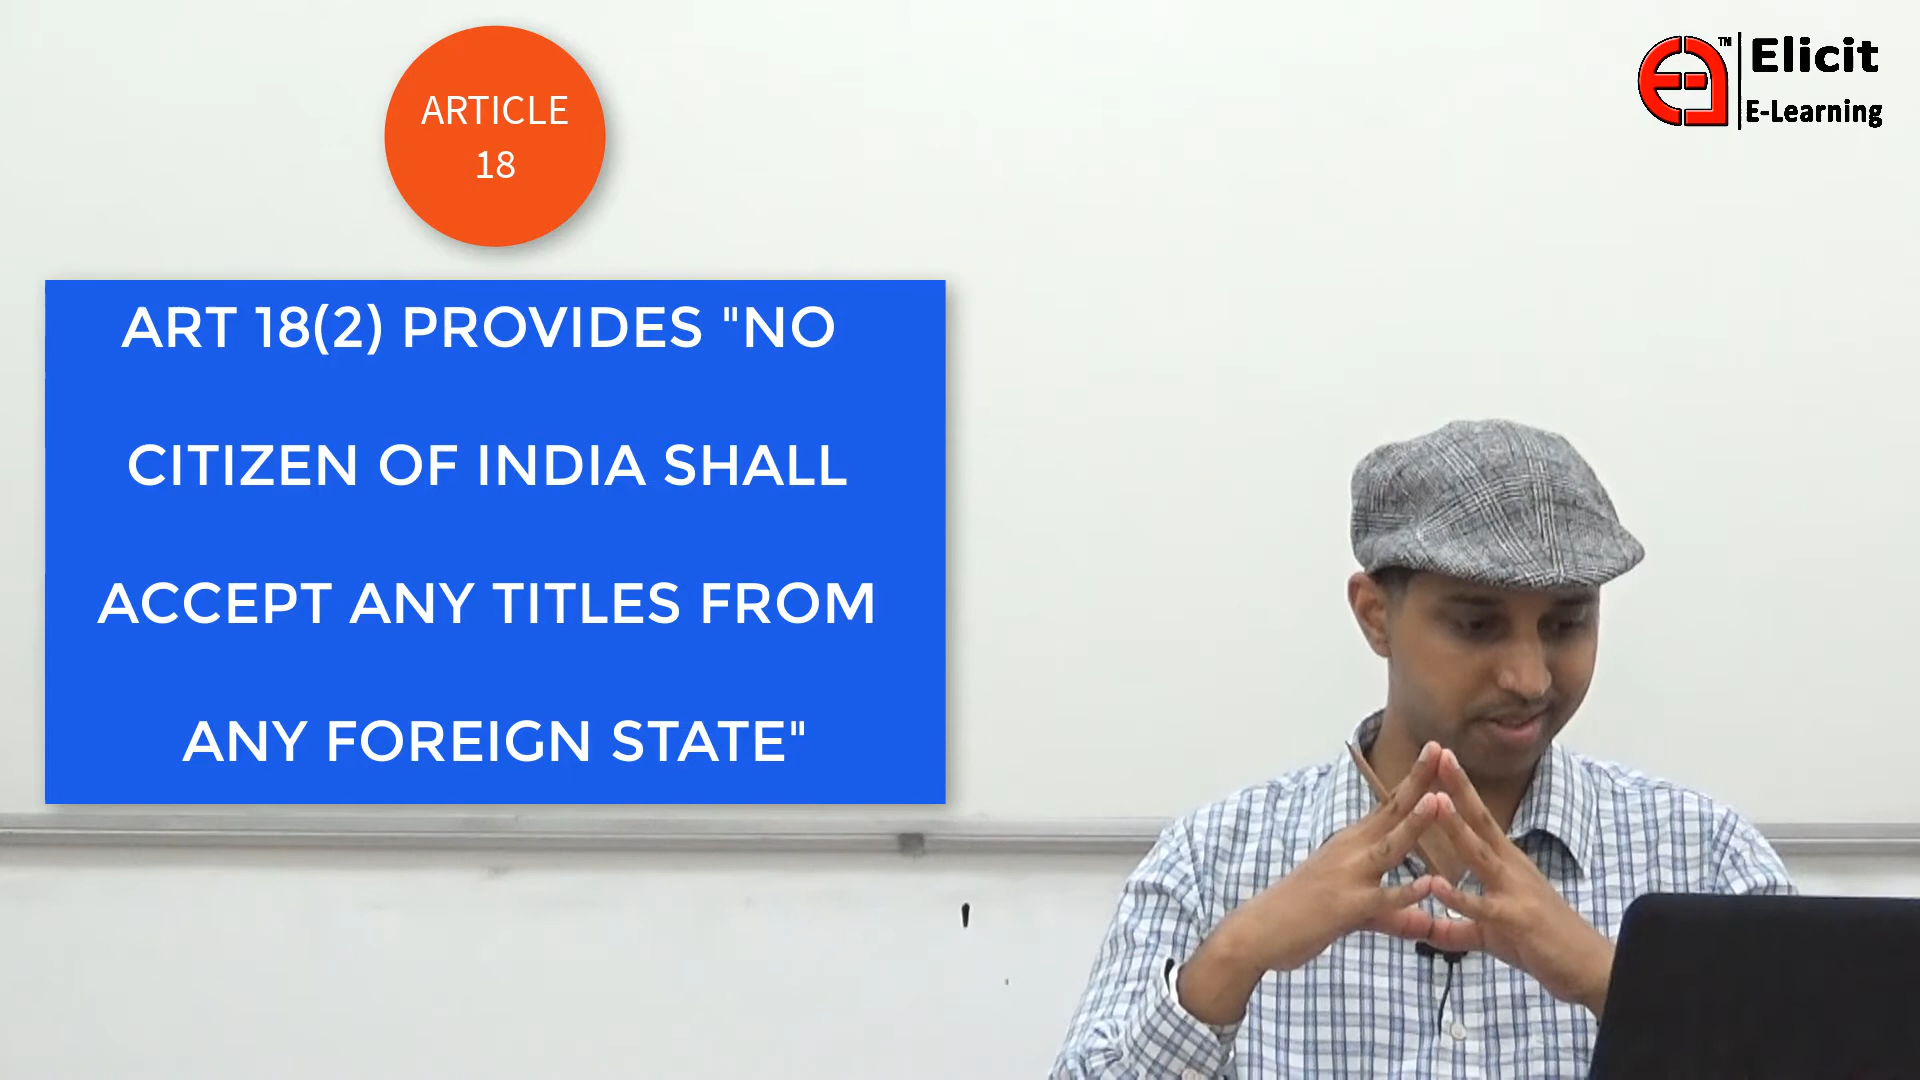 ARTICLE
18
TM
Elicit
E-Learning
ART 18(2) PROVIDES "NO
CITIZEN OF INDIA SHALL
ACCEPT ANY TITLES FROM
ANY FOREIGN STATE"